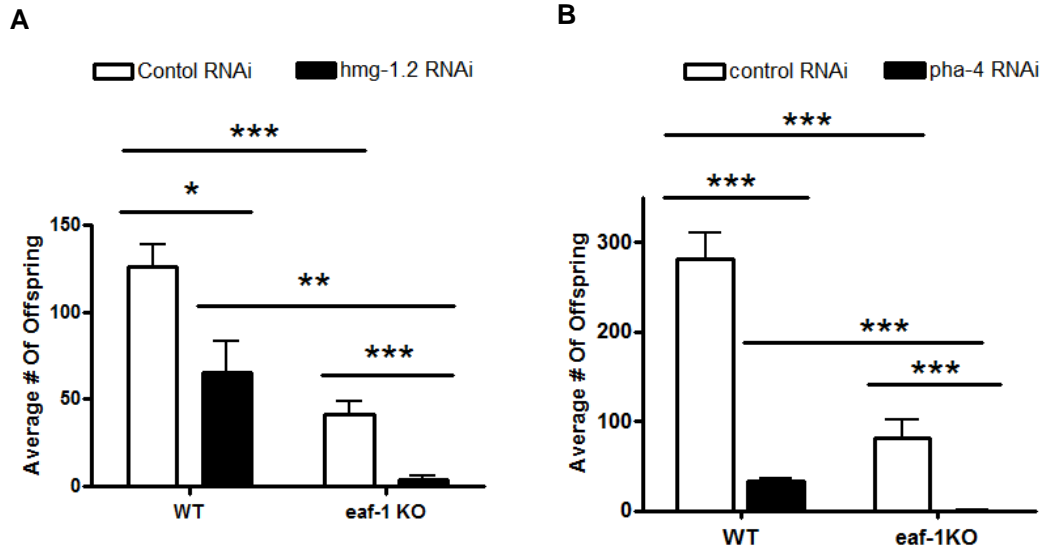 A
Contol RNAi hmg-1.2 RNAi
***
*
**
***
150
100
50
0
Average # Of Offspring
WT eaf-1 KO
B
control RNAi pha-4 RNAi
***
***
***
***
300
200
100
0
Average # Of Offspring
WT eaf-1KO